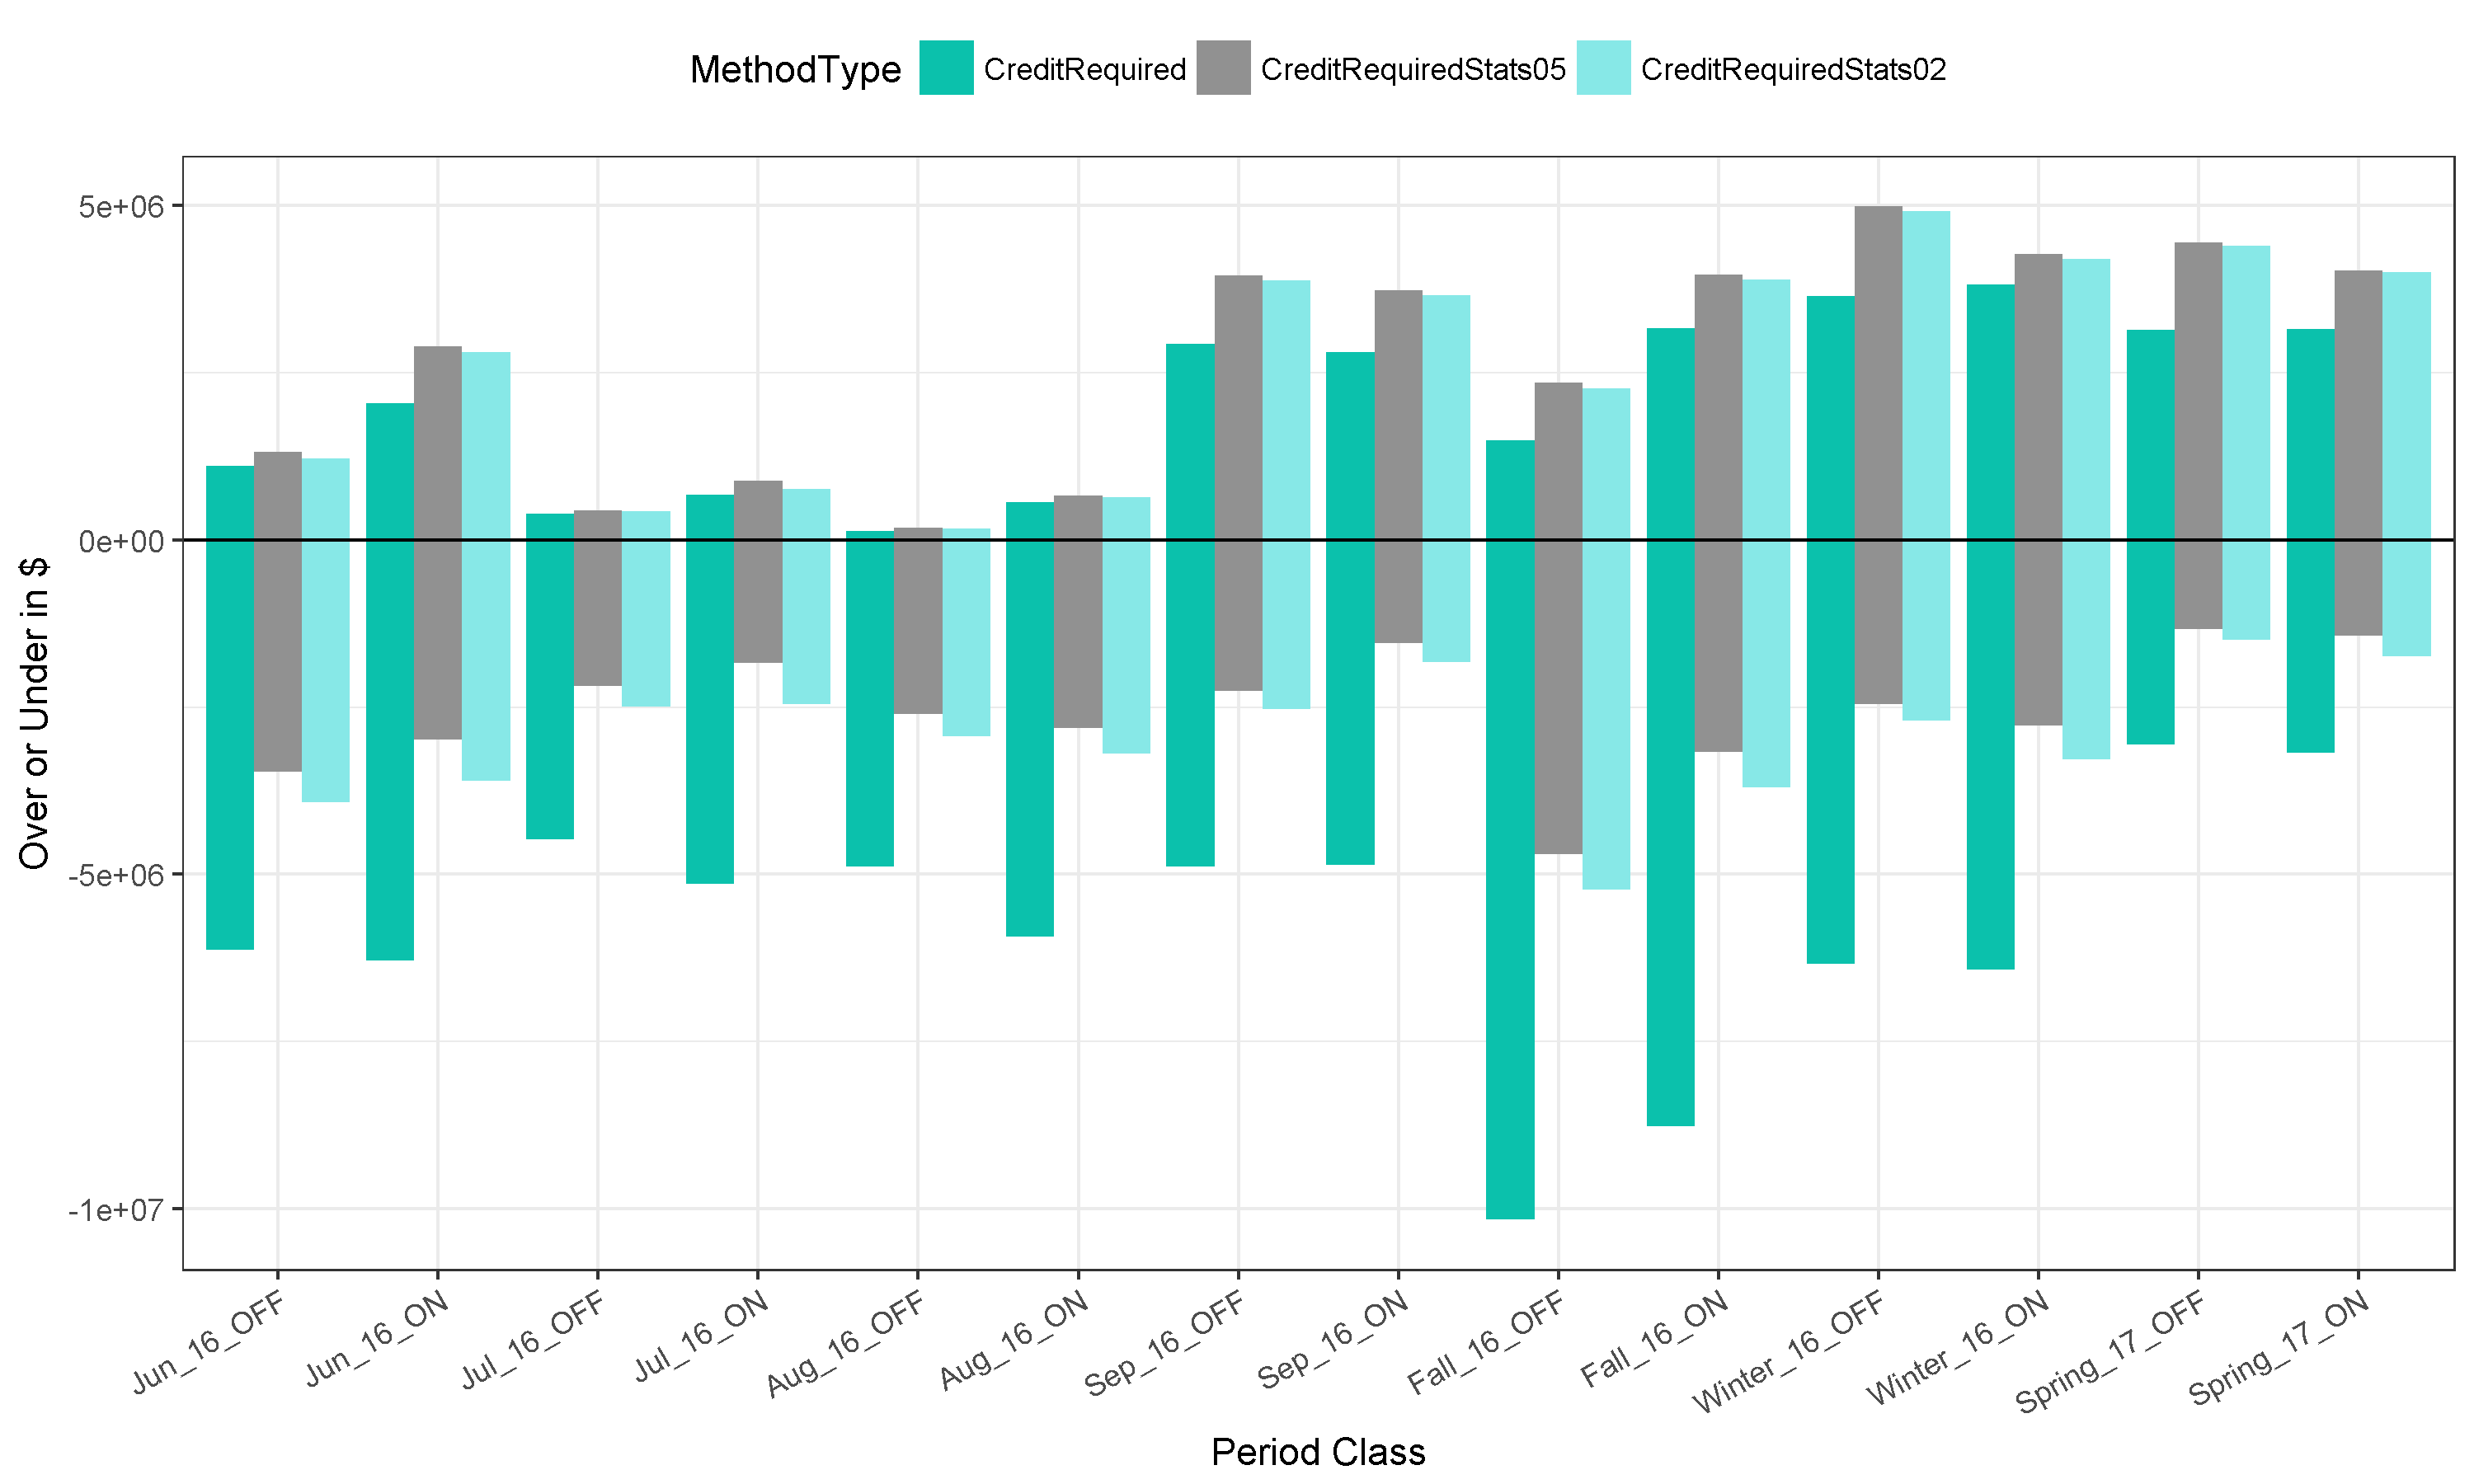 MethodType CreditRequired CreditRequiredStats05 CreditRequiredStats02
Over or Under in $
5e+06
0e+00
-5e+06
-1e+07
Jun_16_OFF
Jun_16_ON
Jul_16_OFF
Jul_16_ON
Aug_16_OFF
Aug_16_ON
Sep_16_OFF
Sep_16_ON
Fall_16_OFF
Fall_16_ON
Winter_16_OFF
Winter_16_ON
Spring_17_OFF
Spring_17_ON
Period Class